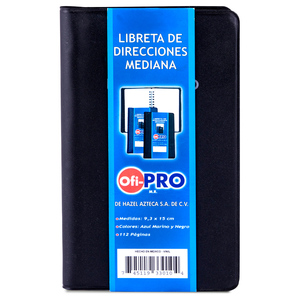 LIBRETA DE
DIRECCIONES
MEDIANA
Ofi-PRO
M.R.
DE HAZEL AZTECA S.A. DE C.V.
Medidas: 9,3 x 15 cm
Colores: Azul Marino y Negro
112 Páginas